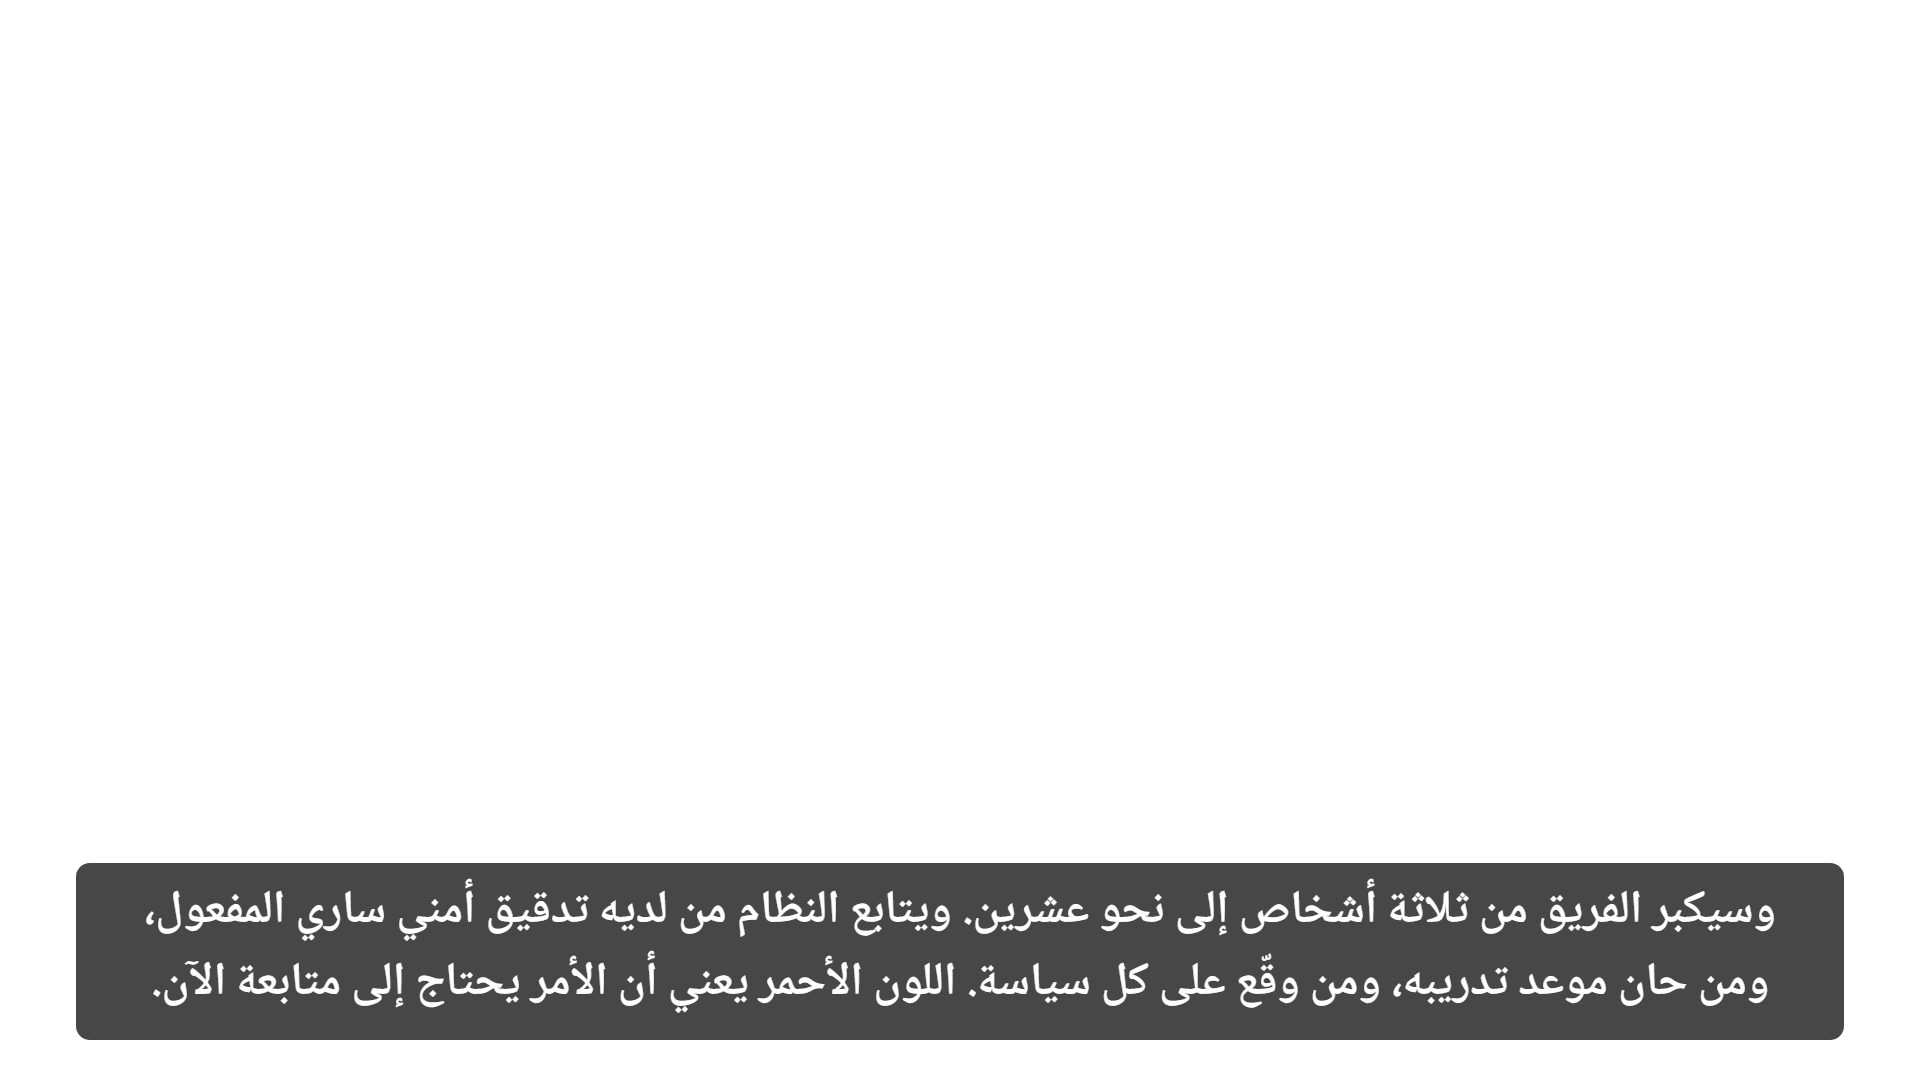 وسيكبر الفريق من ثلاثة أشخاص إلى نحو عشرين. ويتابع النظام من لديه تدقيق أمني ساري المفعول،
ومن حان موعد تدريبه، ومن وقّع على كل سياسة. اللون الأحمر يعني أن الأمر يحتاج إلى متابعة الآن.